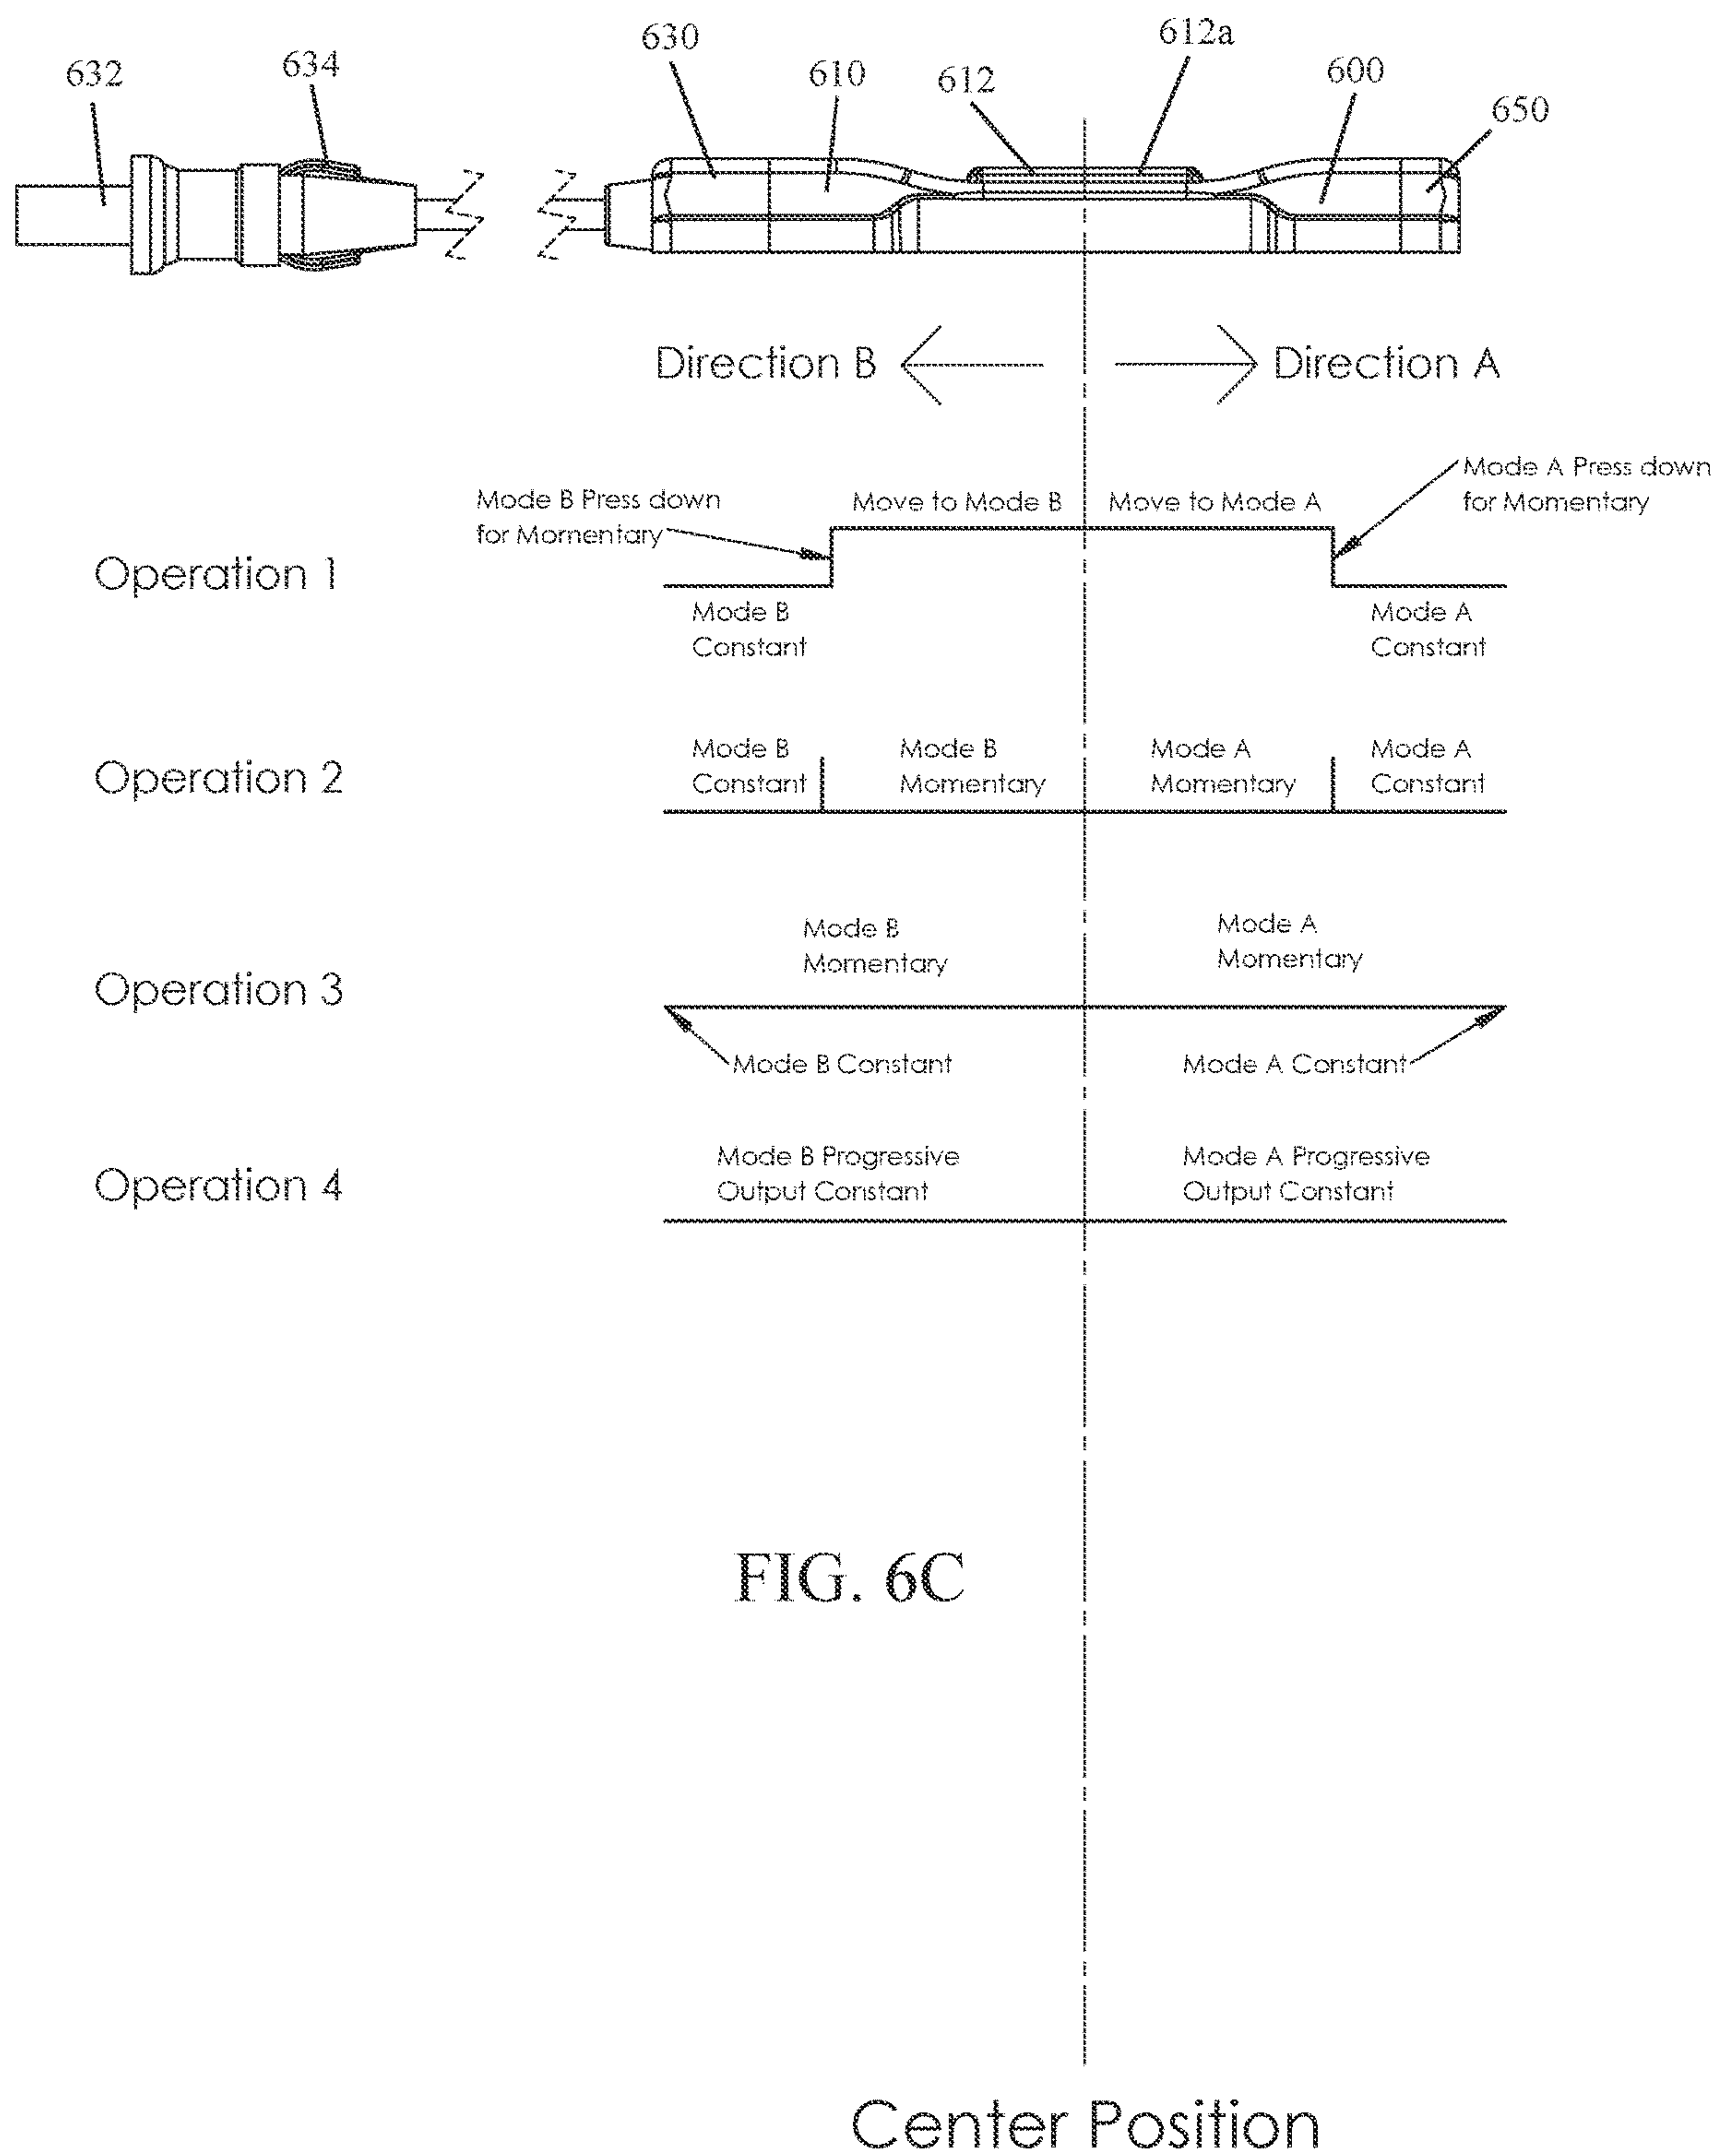 632
634
630
610
612
612a
600
650
Direction B
Direction A
Mode B Press down
for Momentary
Move to Mode B
Move to Mode A
Mode A Press down
for Momentary
Operation 1
Mode B
Constant
Mode A
Constant
Operation 2
Mode B
Constant
Mode B
Momentary
Mode A
Momentary
Mode A
Constant
Operation 3
Mode B
Momentary
Mode A
Momentary
Mode B Constant
Mode A Constant
Operation 4
Mode B Progressive
Output Constant
Mode A Progressive
Output Constant
FIG. 6C
Center Position